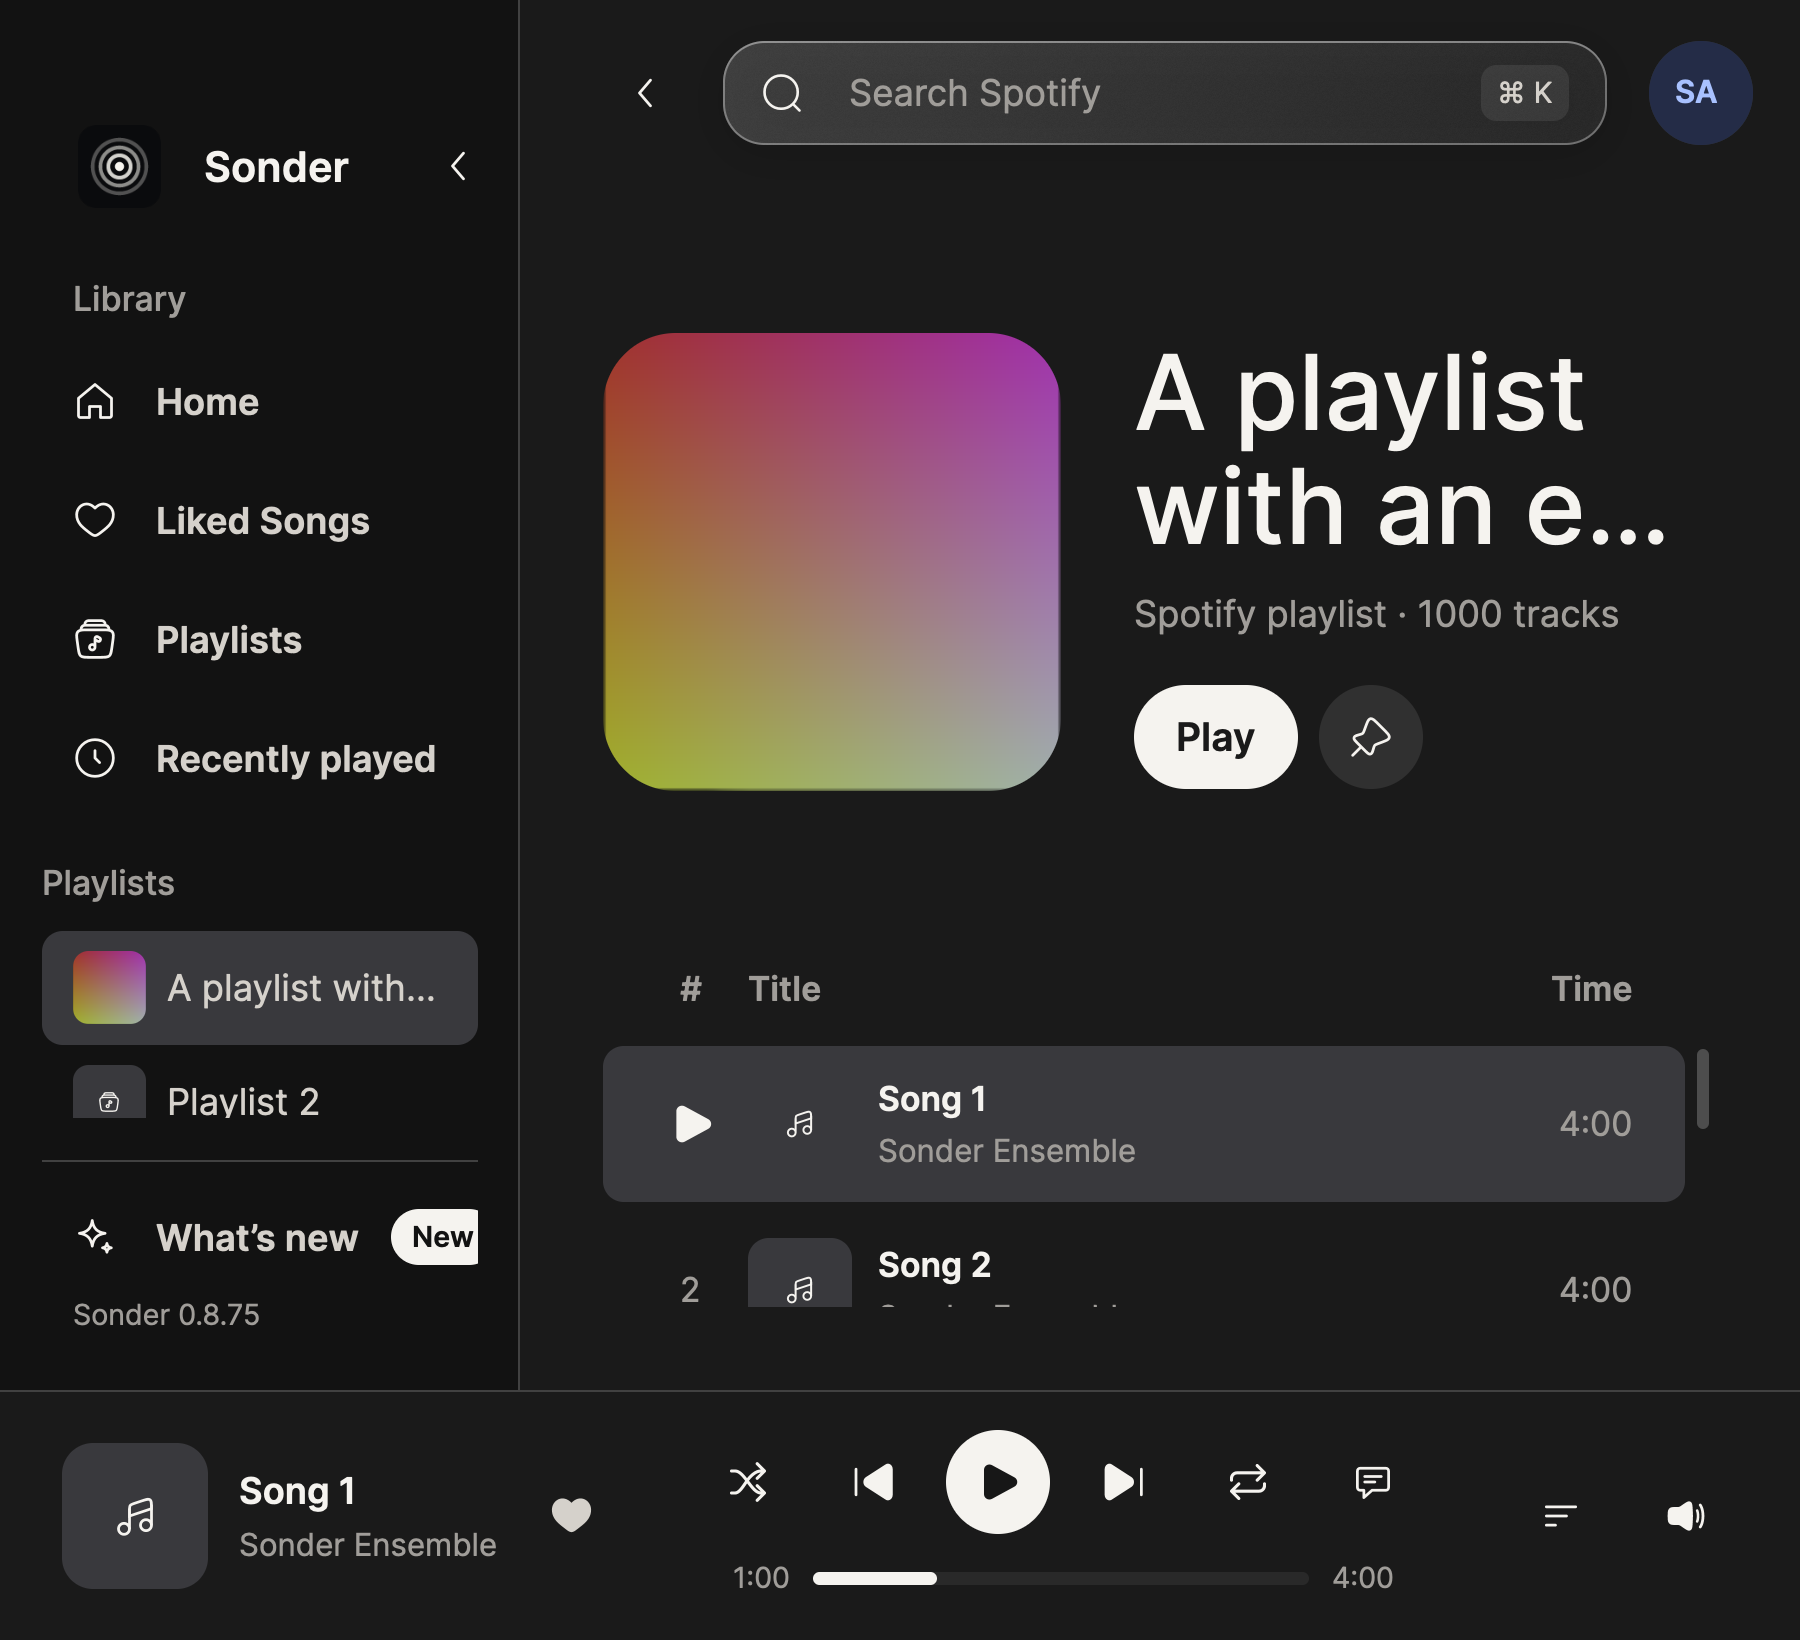 Search Spotify
⌘ K
SA
Sonder
Library
Home
Liked Songs
Playlists
Recently played
Playlists
A playlist with...
Playlist 2
What’s new
New
Sonder 0.8.75
A playlist
with an e...
Spotify playlist · 1000 tracks
Play
# Title Time
Song 1
Sonder Ensemble
4:00
2
Song 2
4:00
Song 1
Sonder Ensemble
1:00
4:00